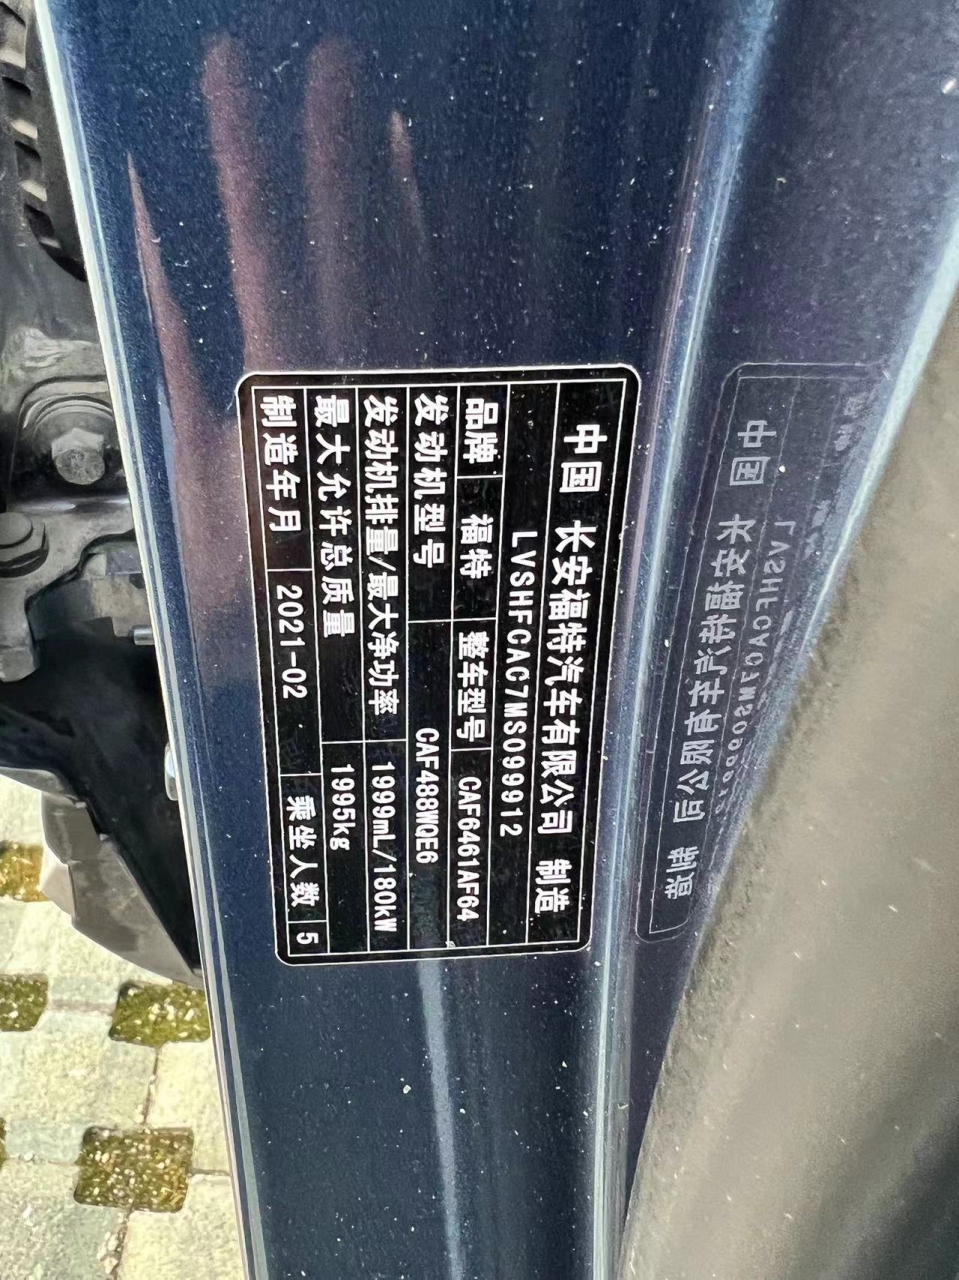 中国 长安福特汽车有限公司 制造
LVSHFCAC7MS099912
品牌 福特 整车型号 CAF6461AF64
发动机型号 CAF488WQE6
发动机排量/最大净功率 1999mL/180kW
最大允许总质量 1995kg
制造年月 2021-02 乘坐人数 5